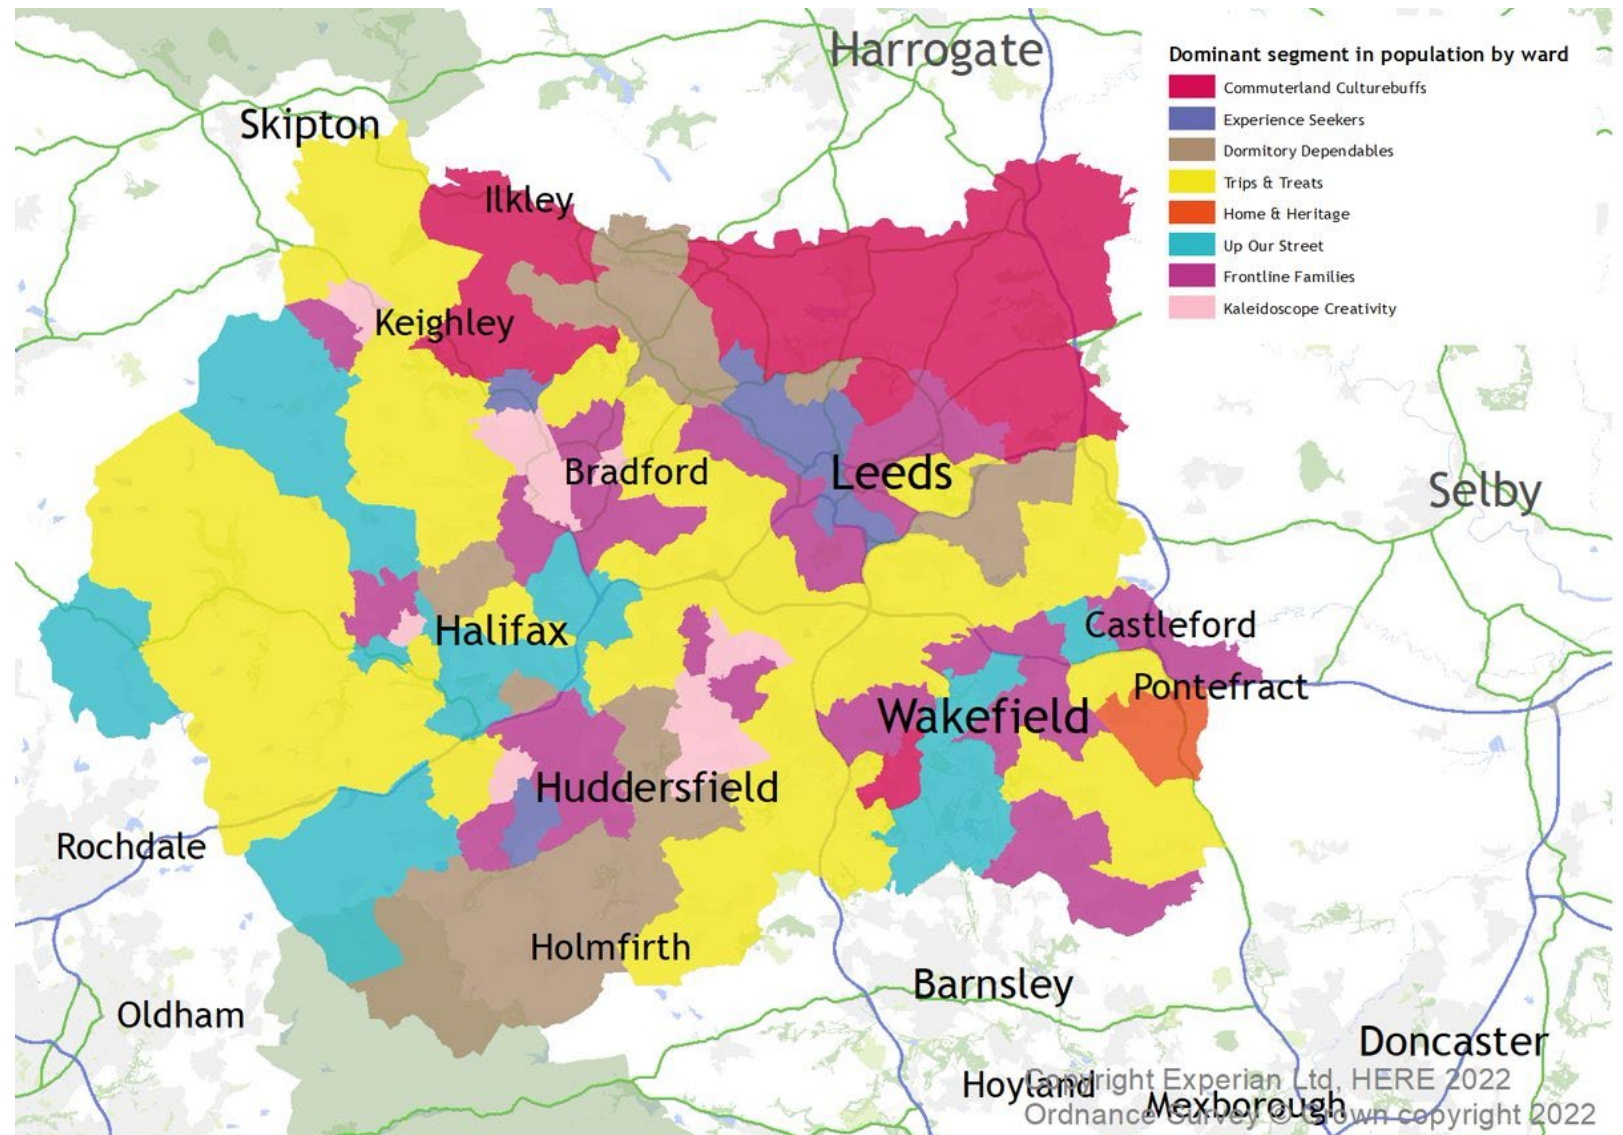 Harrogate
Dominant segment in population by ward
Commuterland Culturebuffs
Experience Seekers
Dormitory Dependables
Trips & Treats
Home & Heritage
Up Our Street
Frontline Families
Kaleidoscope Creativity
Skipton
Ilkley
Keighley
Bradford
Leeds
Selby
Halifax
Castleford
Pontefract
Wakefield
Huddersfield
Rochdale
Holmfirth
Barnsley
Oldham
Doncaster
Hoyland
Mexborough
Copyright Experian Ltd, HERE 2022
Ordnance Survey © Crown copyright 2022